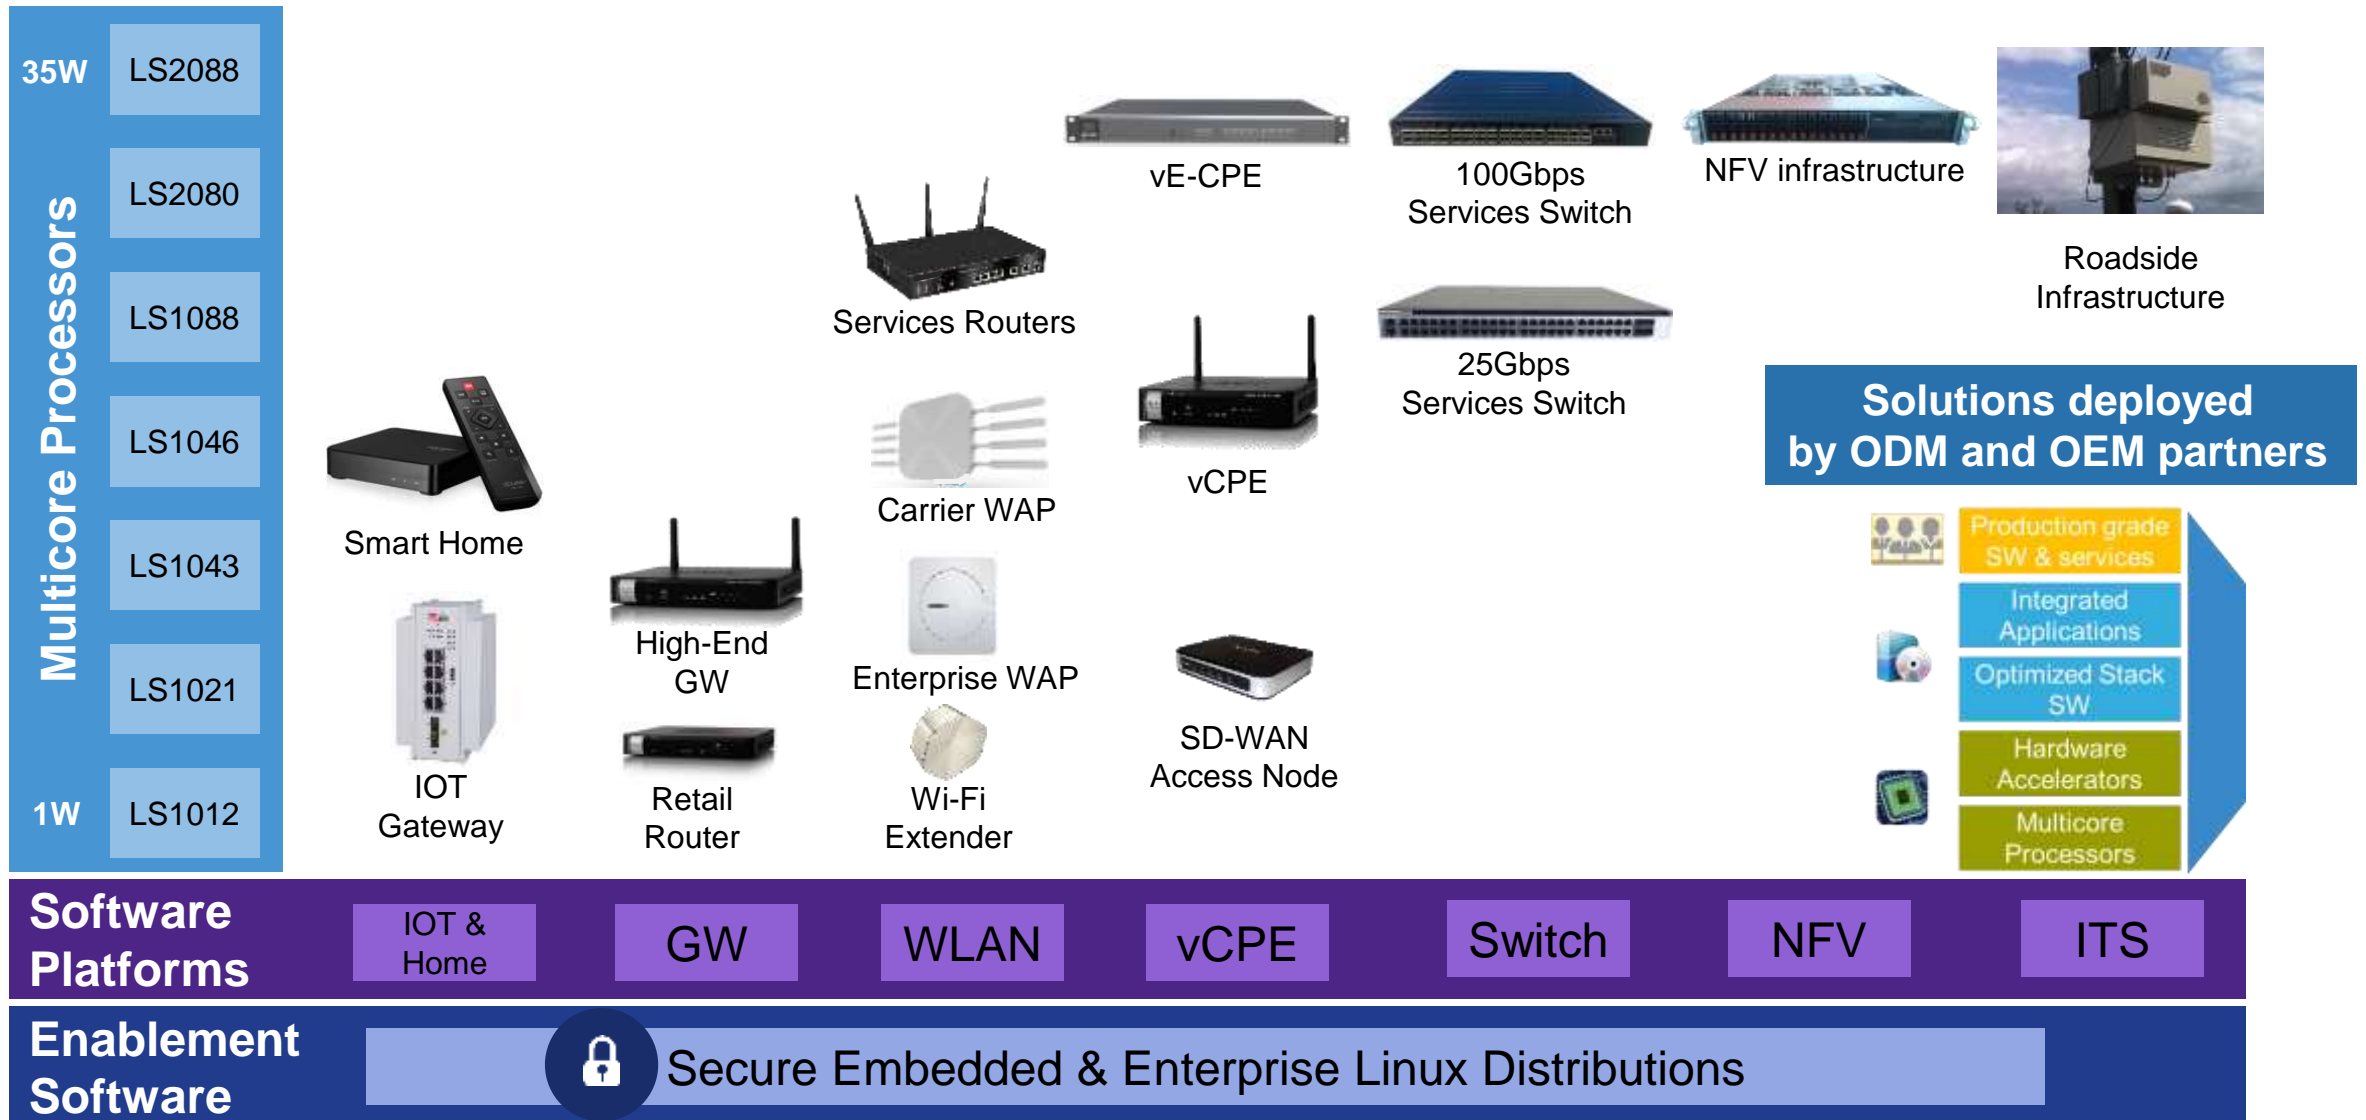 35W
LS2088
LS2080
LS1088
LS1046
LS1043
LS1021
1W
LS1012
Multicore Processors
vE-CPE
100Gbps
Services Switch
NFV infrastructure
Roadside
Infrastructure
Services Routers
25Gbps
Services Switch
vCPE
Carrier WAP
Smart Home
High-End
GW
Enterprise WAP
SD-WAN
Access Node
IOT
Gateway
Retail
Router
Wi-Fi
Extender
Solutions deployed
by ODM and OEM partners
Production grade
SW & services
Integrated
Applications
Optimized Stack
SW
Hardware
Accelerators
Multicore
Processors
Software
Platforms
IOT &
Home
GW
WLAN
vCPE
Switch
NFV
ITS
Enablement
Software
Secure Embedded & Enterprise Linux Distributions